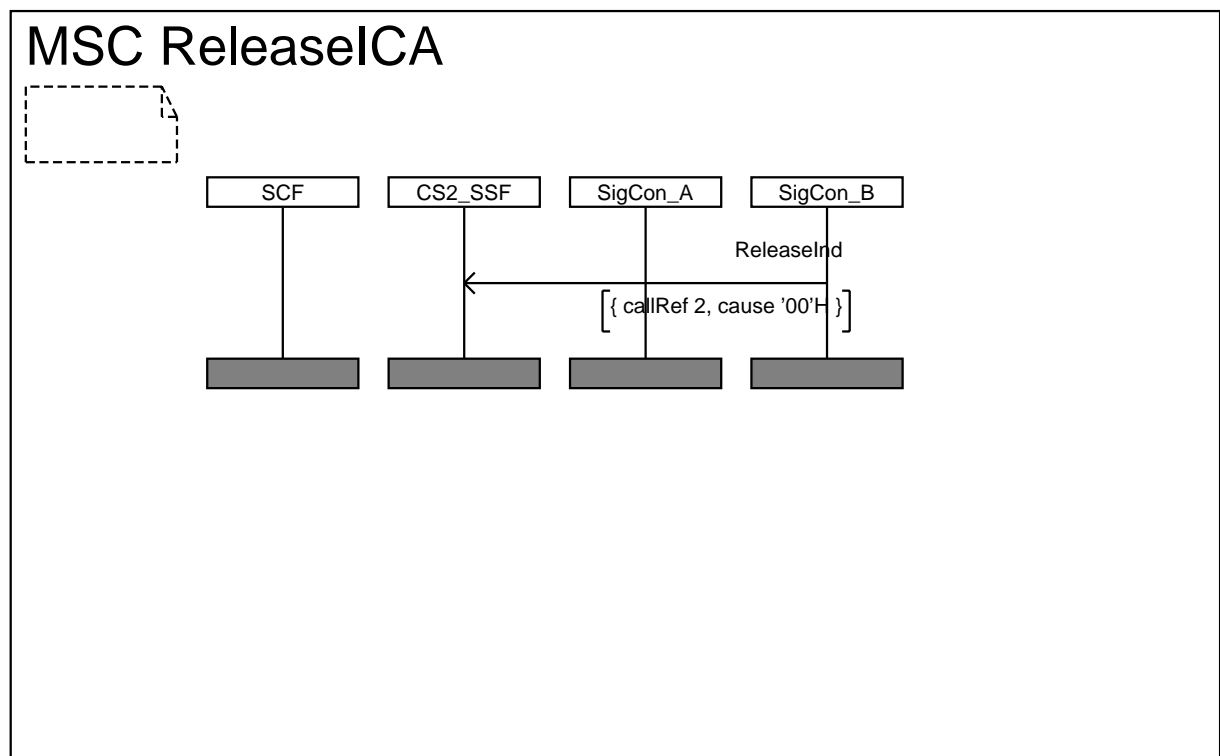 MSC ReleaseICA
SCF CS2_SSF SigCon_A SigCon_B
ReleaseInd
{ callRef 2, cause '00'H }